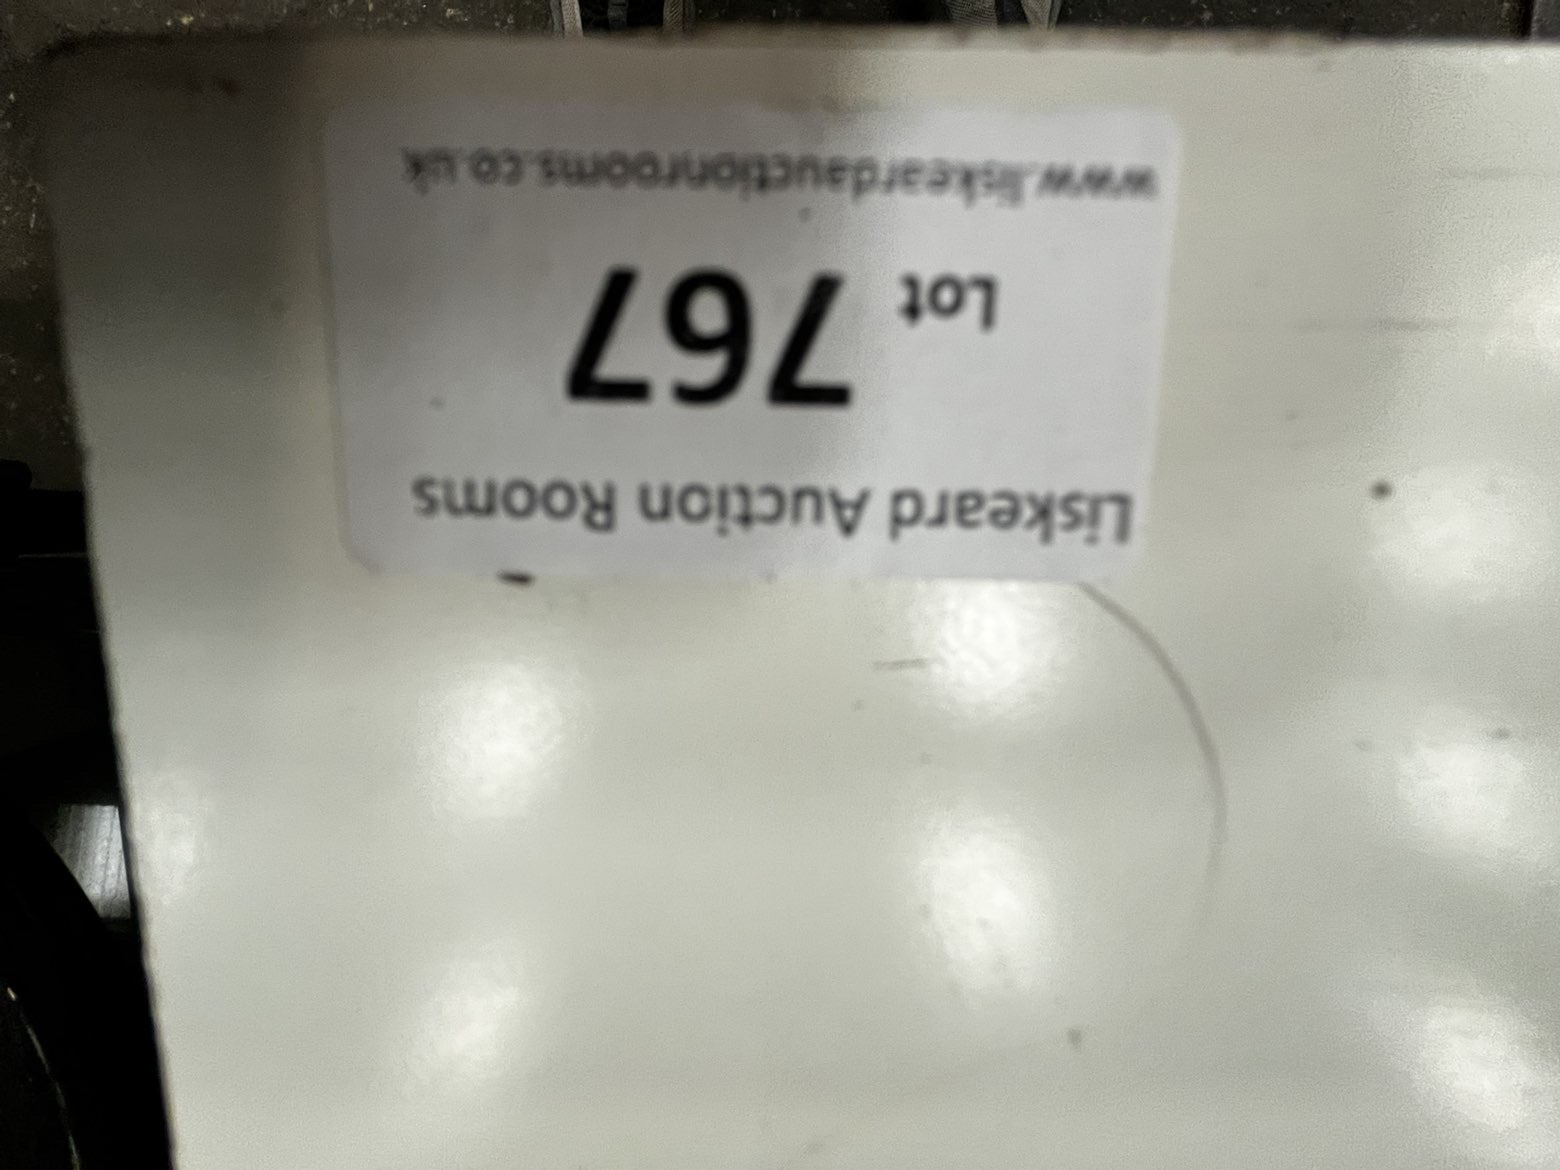 Liskeard Auction Rooms
Lot 767
www.liskeardauctionrooms.co.uk